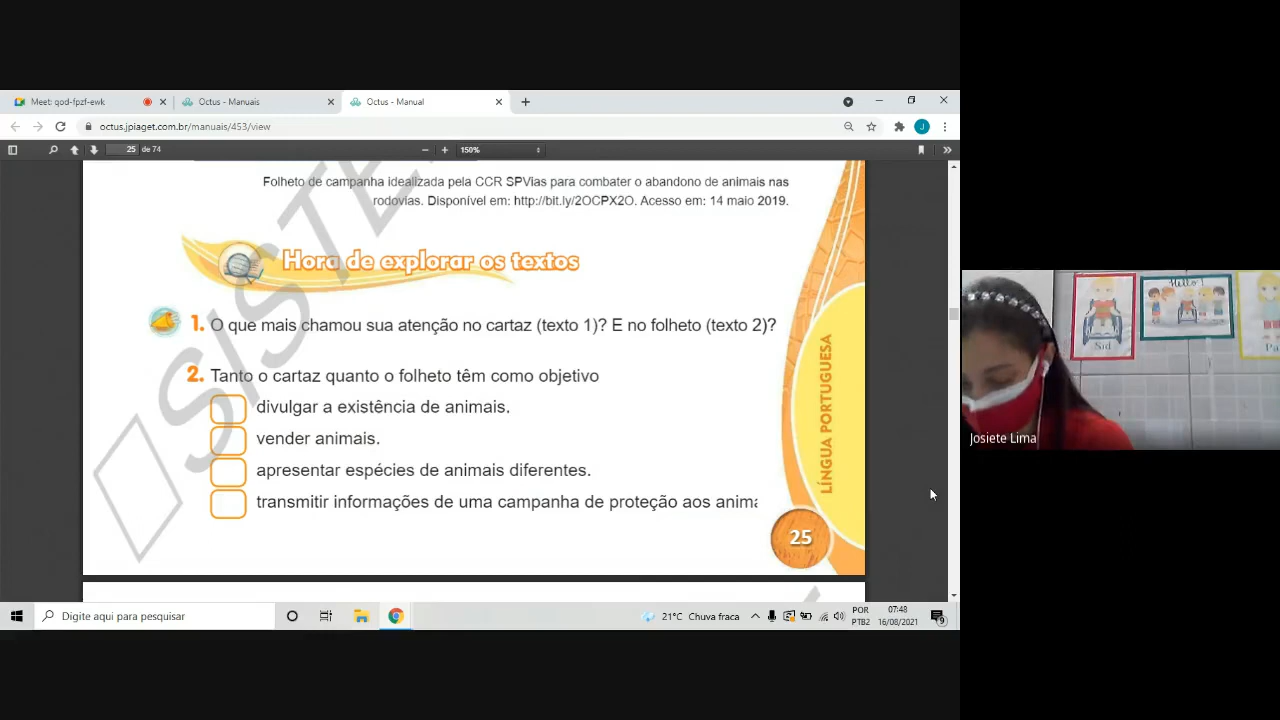 Meet: qod-fpzf-ewk
Octus - Manuais
Octus - Manual
octus.jpiaget.com.br/manuais/453/view
J
25 de 74
150%
Folheto de campanha idealizada pela CCR SPVias para combater o abandono de animais nas
rodovias. Disponível em: http://bit.ly/2OCPX2O. Acesso em: 14 maio 2019.
Hora de explorar os textos
1. O que mais chamou sua atenção no cartaz (texto 1)? E no folheto (texto 2)?
2. Tanto o cartaz quanto o folheto têm como objetivo
divulgar a existência de animais.
vender animais.
apresentar espécies de animais diferentes.
transmitir informações de uma campanha de proteção aos anima
SISTE
LÍNGUA PORTUGUESA
25
Digite aqui para pesquisar
21°C Chuva fraca
POR
PTB2
07:48
16/08/2021
9
Hello!
Sid
Pa
Josiete Lima